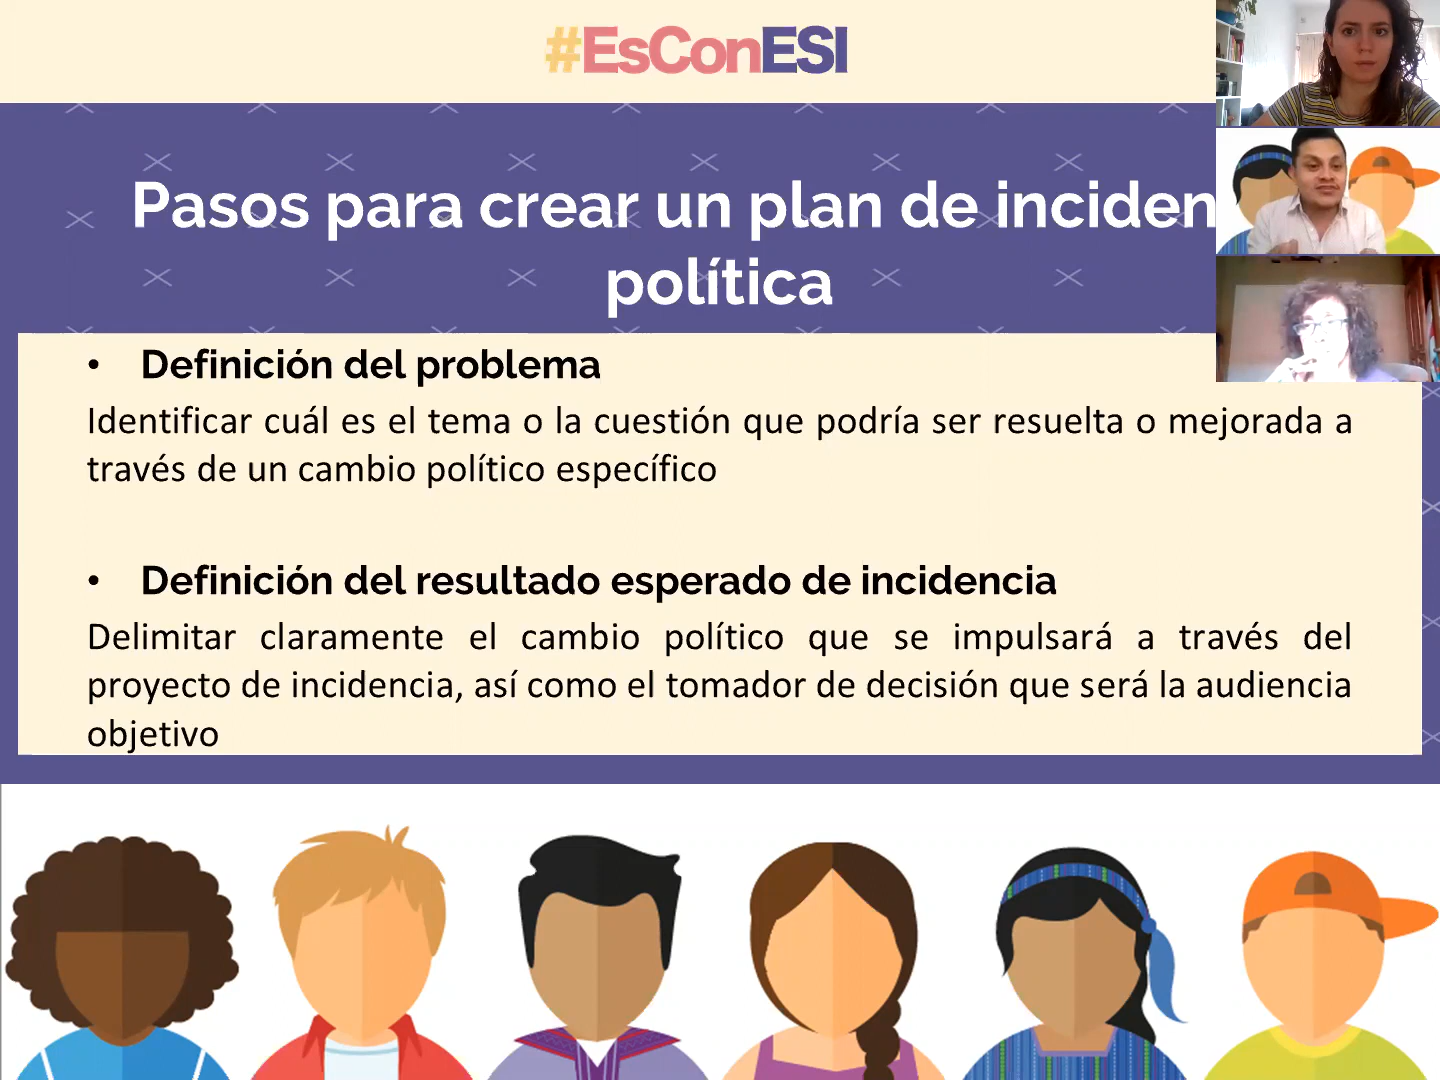 #EsConESI
Pasos para crear un plan de inciden
política
• Definición del problema
Identificar cuál es el tema o la cuestión que podría ser resuelta o mejorada a
través de un cambio político específico
• Definición del resultado esperado de incidencia
Delimitar claramente el cambio político que se impulsará a través del
proyecto de incidencia, así como el tomador de decisión que será la audiencia
objetivo